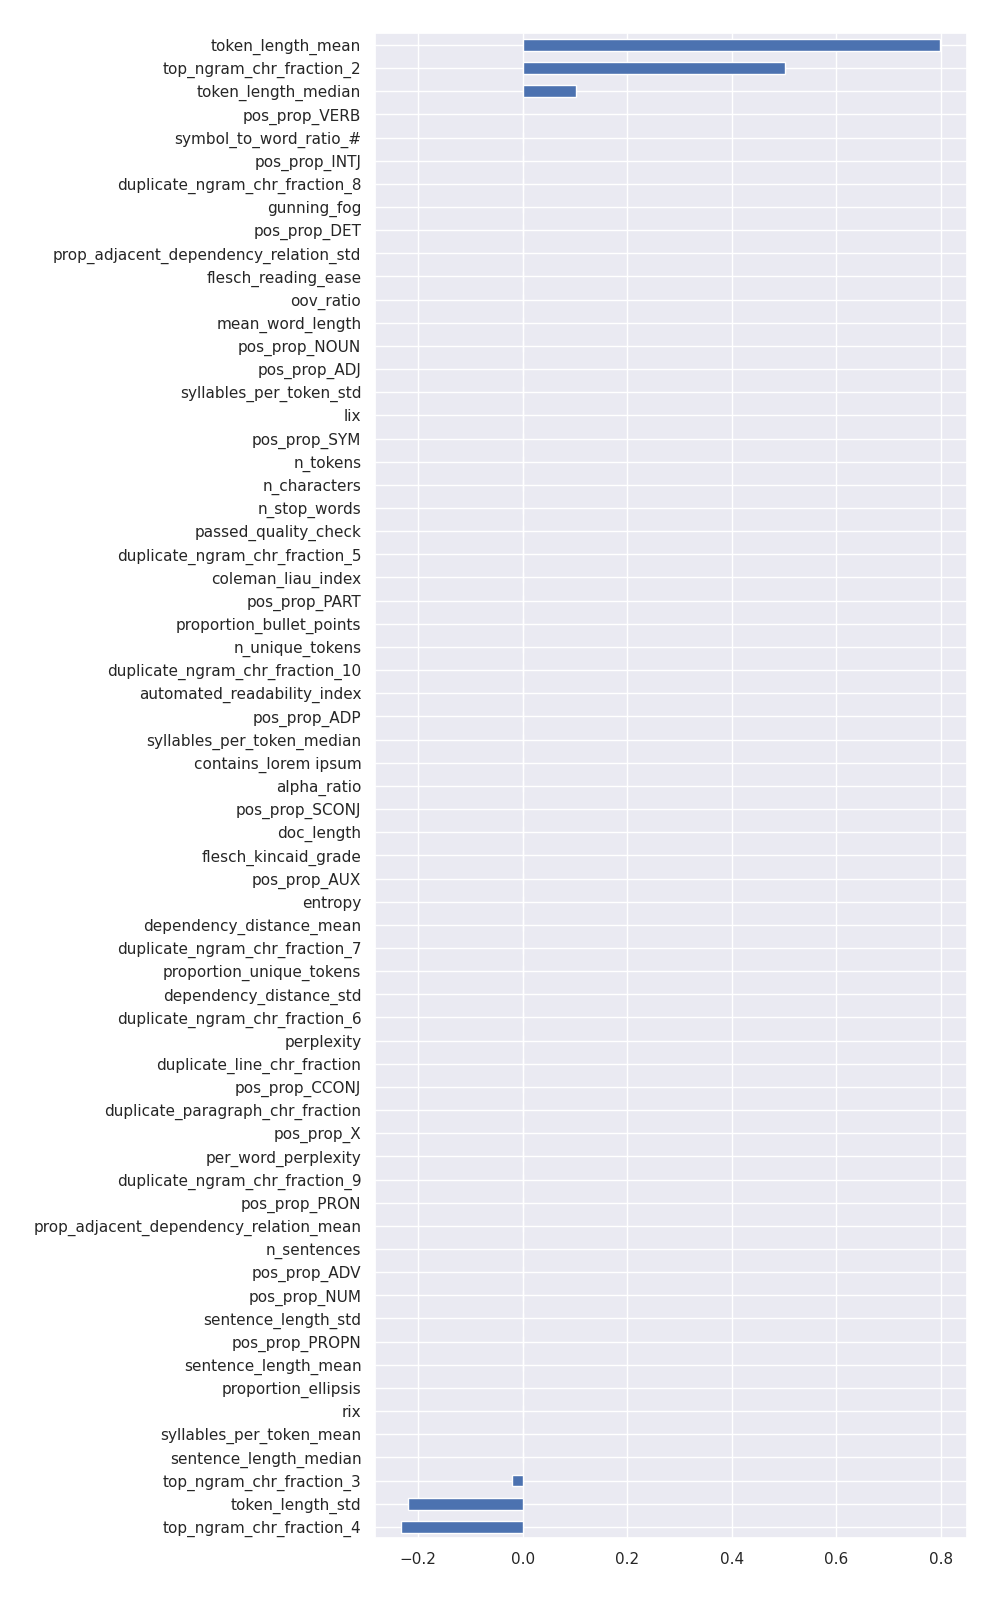 token_length_mean
top_ngram_chr_fraction_2
token_length_median
pos_prop_VERB
symbol_to_word_ratio_#
pos_prop_INTJ
duplicate_ngram_chr_fraction_8
gunning_fog
pos_prop_DET
prop_adjacent_dependency_relation_std
flesch_reading_ease
oov_ratio
mean_word_length
pos_prop_NOUN
pos_prop_ADJ
syllables_per_token_std
lix
pos_prop_SYM
n_tokens
n_characters
n_stop_words
passed_quality_check
duplicate_ngram_chr_fraction_5
coleman_liau_index
pos_prop_PART
proportion_bullet_points
n_unique_tokens
duplicate_ngram_chr_fraction_10
automated_readability_index
pos_prop_ADP
syllables_per_token_median
contains_lorem ipsum
alpha_ratio
pos_prop_SCONJ
doc_length
flesch_kincaid_grade
pos_prop_AUX
entropy
dependency_distance_mean
duplicate_ngram_chr_fraction_7
proportion_unique_tokens
dependency_distance_std
duplicate_ngram_chr_fraction_6
perplexity
duplicate_line_chr_fraction
pos_prop_CCONJ
duplicate_paragraph_chr_fraction
pos_prop_X
per_word_perplexity
duplicate_ngram_chr_fraction_9
pos_prop_PRON
prop_adjacent_dependency_relation_mean
n_sentences
pos_prop_ADV
pos_prop_NUM
sentence_length_std
pos_prop_PROPN
sentence_length_mean
proportion_ellipsis
rix
syllables_per_token_mean
sentence_length_median
top_ngram_chr_fraction_3
token_length_std
top_ngram_chr_fraction_4
−0.2 0.0 0.2 0.4 0.6 0.8